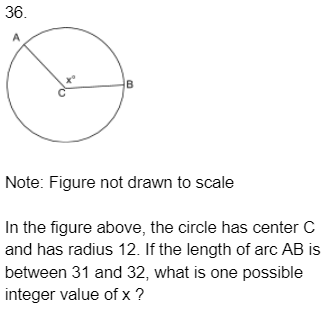 36.
A
x°
C
B
Note: Figure not drawn to scale
In the figure above, the circle has center C
and has radius 12. If the length of arc AB is
between 31 and 32, what is one possible
integer value of x ?